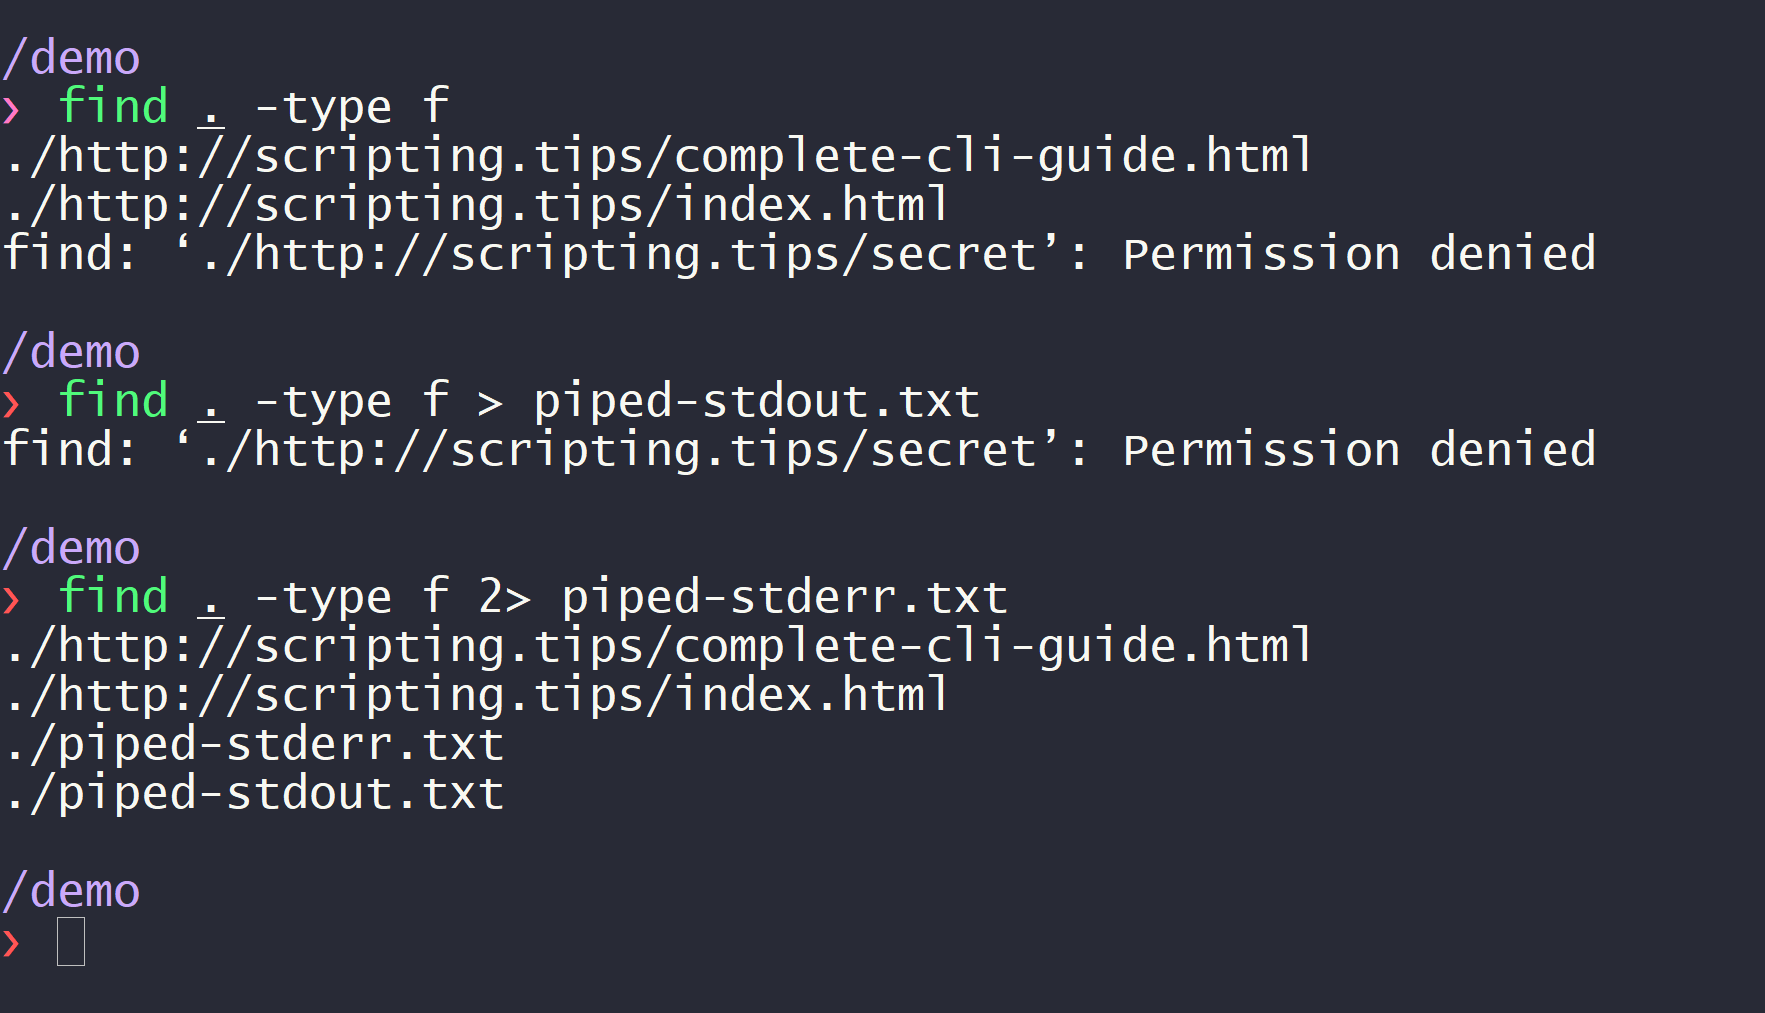 /demo
❯ find . -type f
./http://scripting.tips/complete-cli-guide.html
./http://scripting.tips/index.html
find: ‘./http://scripting.tips/secret’: Permission denied
/demo
❯ find . -type f > piped-stdout.txt
find: ‘./http://scripting.tips/secret’: Permission denied
/demo
❯ find . -type f 2> piped-stderr.txt
./http://scripting.tips/complete-cli-guide.html
./http://scripting.tips/index.html
./piped-stderr.txt
./piped-stdout.txt
/demo
❯